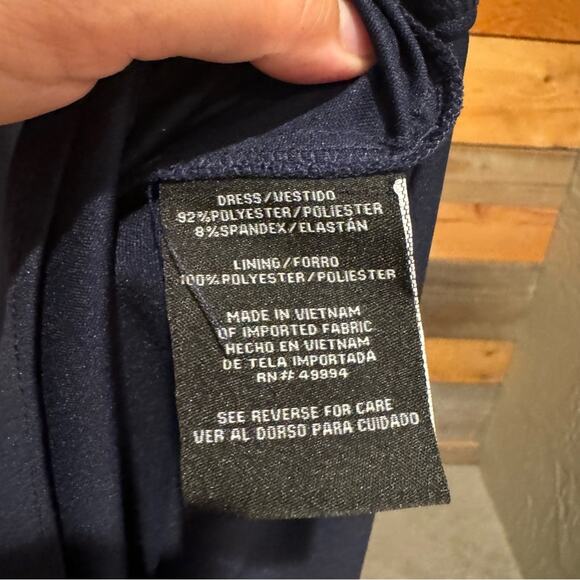 DRESS/VESTIDO
92%POLYESTER/POLIESTER
8%SPANDEX/ELASTÁN
LINING/FORRO
100%POLYESTER/POLIESTER
MADE IN VIETNAM
OF IMPORTED FABRIC
HECHO EN VIETNAM
DE TELA IMPORTADA
RN# 49994
SEE REVERSE FOR CARE
VER AL DORSO PARA CUIDADO